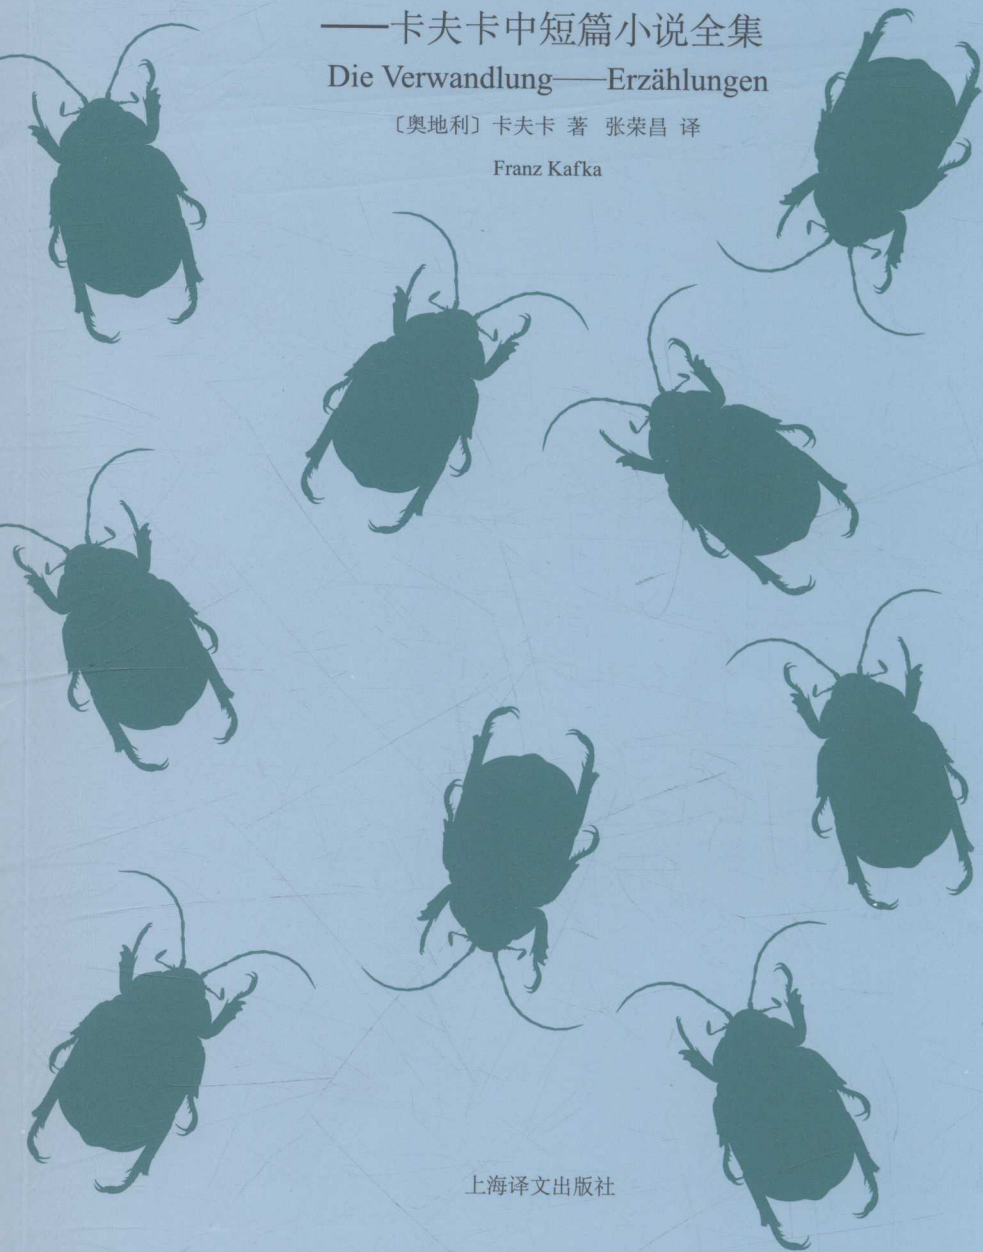 ——卡夫卡中短篇小说全集
Die Verwandlung——Erzählungen
〔奥地利〕卡夫卡 著 张荣昌 译
Franz Kafka
上海译文出版社